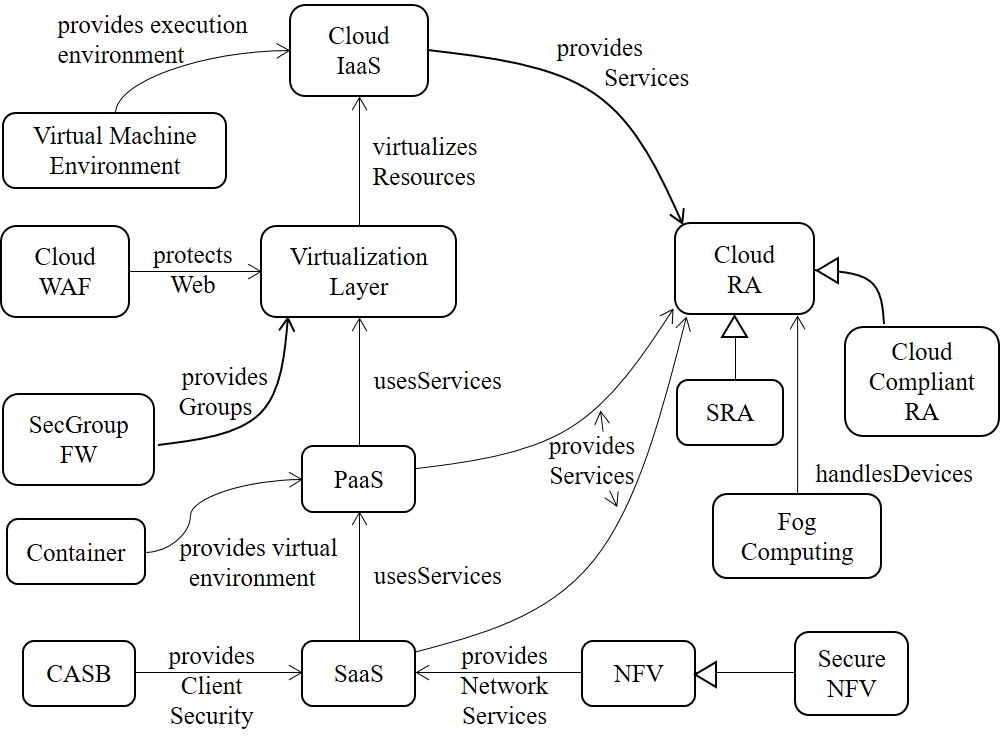 provides execution
environment
Cloud
IaaS
provides
Services
Virtual Machine
Environment
virtualizes
Resources
Cloud
WAF
protects
Web
Virtualization
Layer
Cloud
RA
provides
Groups
usesServices
Cloud
Compliant
RA
SecGroup
FW
SRA
provides
Services
PaaS
handlesDevices
Container
provides virtual
environment
usesServices
Fog
Computing
CASB
provides
Client
Security
SaaS
provides
Network
Services
NFV
Secure
NFV